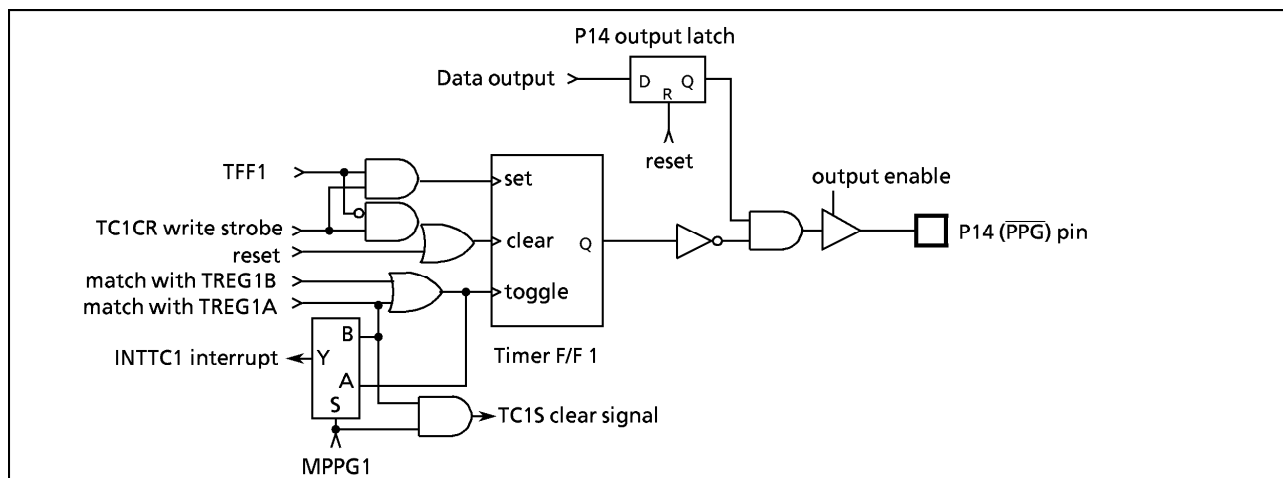 P14 output latch
Data output
D Q
R
reset
TFF1
set
output enable
TC1CR write strobe
clear
Q
P14 (PPG) pin
reset
match with TREG1B
toggle
match with TREG1A
B
INTTC1 interrupt
Y
Timer F/F 1
A
S
TC1S clear signal
MPPG1